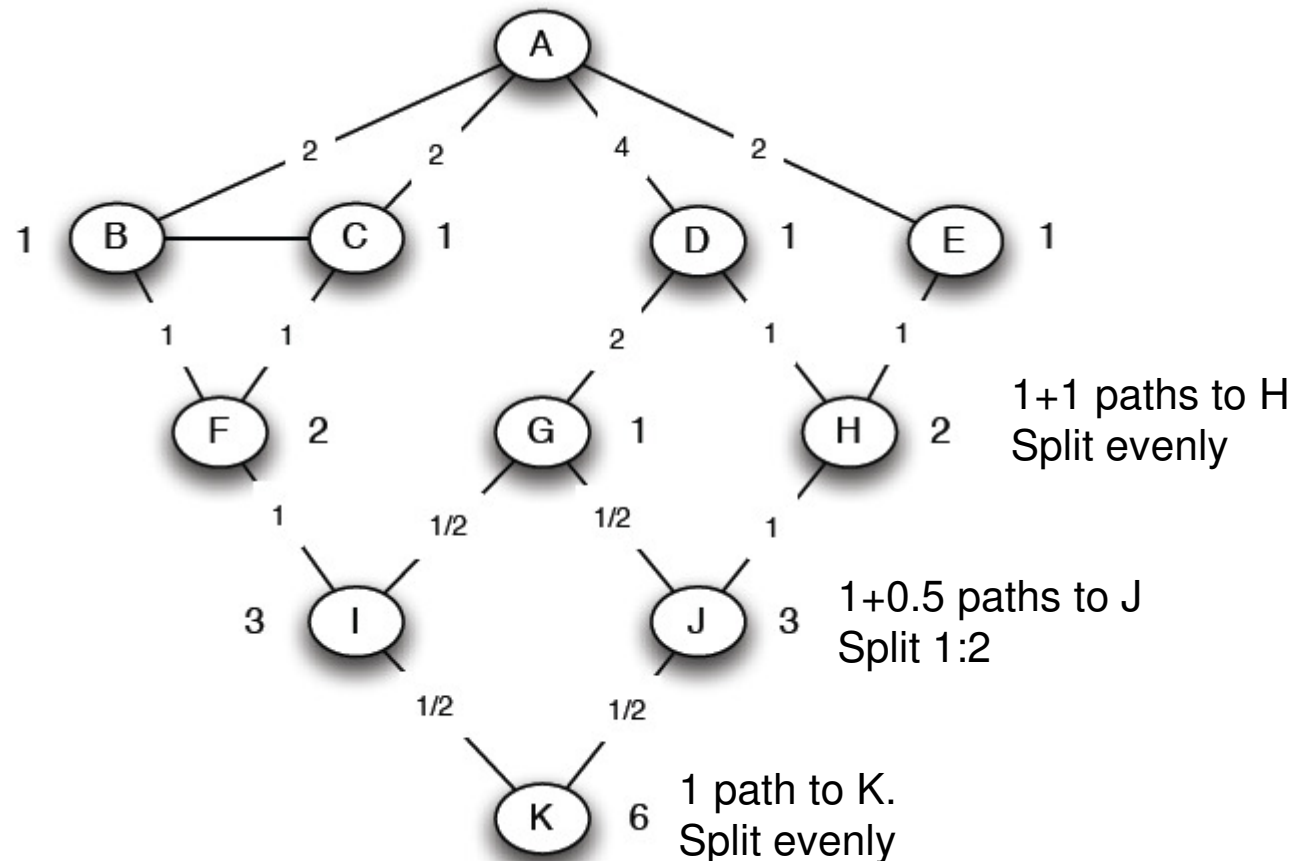 A
2 2 4 2
1 B C 1 D 1 E 1
1 1 2 1 1
F 2 G 1 H 2
1+1 paths to H
Split evenly
1 1/2 1/2 1
3 I J 3
1+0.5 paths to J
Split 1:2
1/2 1/2
K 6
1 path to K.
Split evenly